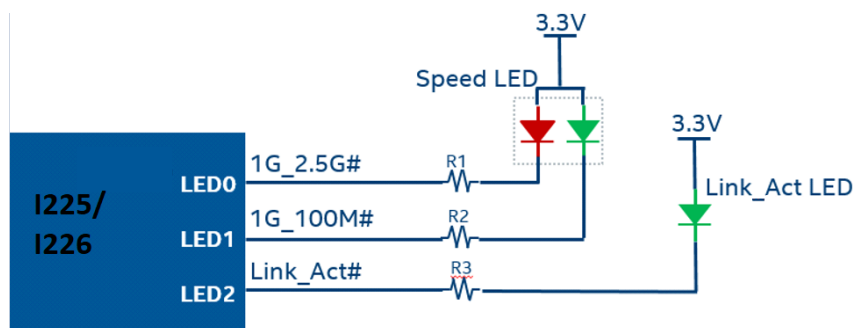 3.3V
Speed LED
3.3V
1G_2.5G#
R1
LED0
Link_Act LED
I225/
I226
1G_100M#
R2
LED1
Link_Act#
R3
LED2